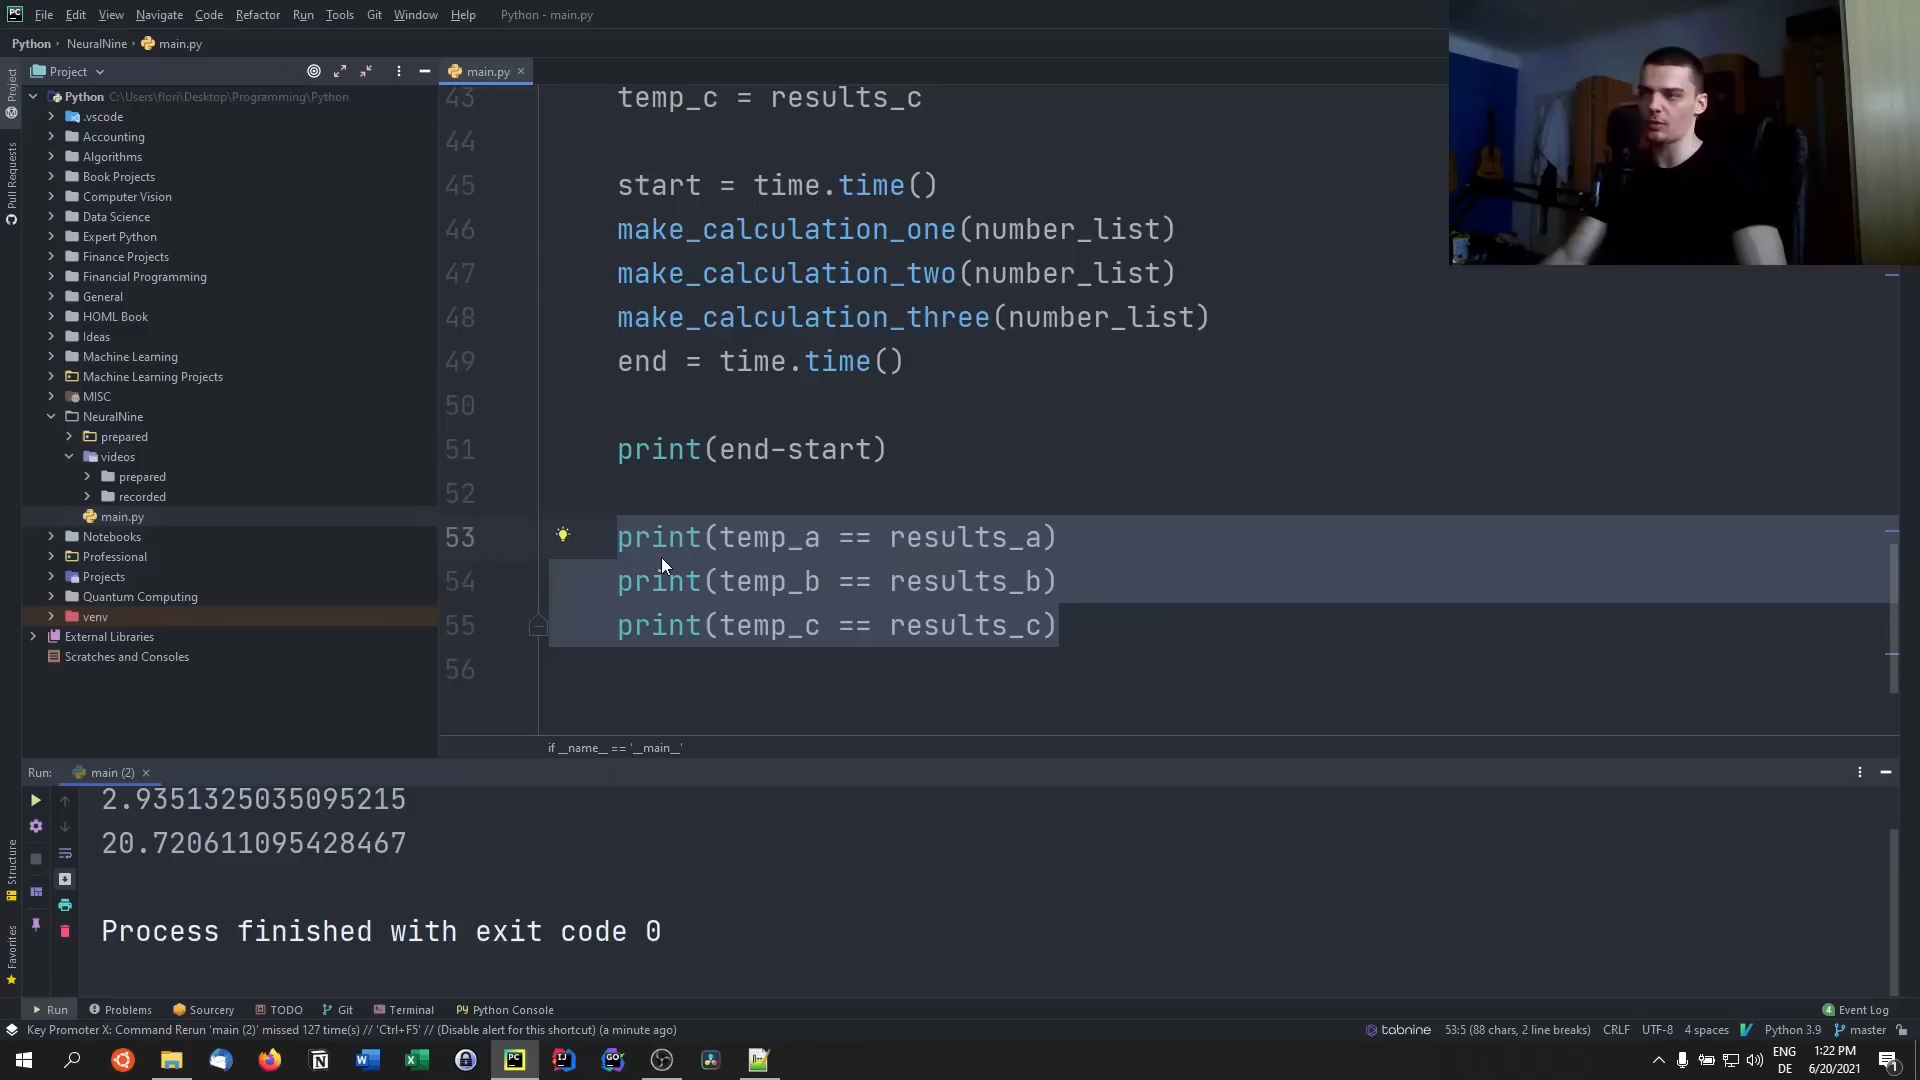 PC File Edit View Navigate Code Refactor Run Tools Git Window Help Python - main.py
Python › NeuralNine › main.py
Project
main.py ×
Project
Pull Requests
Python C:\Users\flori\Desktop\Programming\Python
.vscode
Accounting
Algorithms
Book Projects
Computer Vision
Data Science
Expert Python
Finance Projects
Financial Programming
General
HOML Book
Ideas
Machine Learning
Machine Learning Projects
MISC
NeuralNine
prepared
videos
prepared
recorded
main.py
Notebooks
Professional
Projects
Quantum Computing
venv
External Libraries
Scratches and Consoles
43 temp_c = results_c
44
45 start = time.time()
46 make_calculation_one(number_list)
47 make_calculation_two(number_list)
48 make_calculation_three(number_list)
49 end = time.time()
50
51 print(end-start)
52
53 print(temp_a == results_a)
54 print(temp_b == results_b)
55 print(temp_c == results_c)
56
if __name__ == '__main__'
Run: main (2) ×
2.9351325035095215
20.720611095428467
Process finished with exit code 0
Structure
Favorites
Run Problems Sourcery TODO Git Terminal Python Console 4 Event Log
Key Promoter X: Command Rerun 'main (2)' missed 127 time(s) // 'Ctrl+F5' // (Disable alert for this shortcut) (a minute ago) tabnine 53:5 (88 chars, 2 line breaks) CRLF UTF-8 4 spaces Python 3.9 master
ENG 1:22 PM
DE 6/20/2021